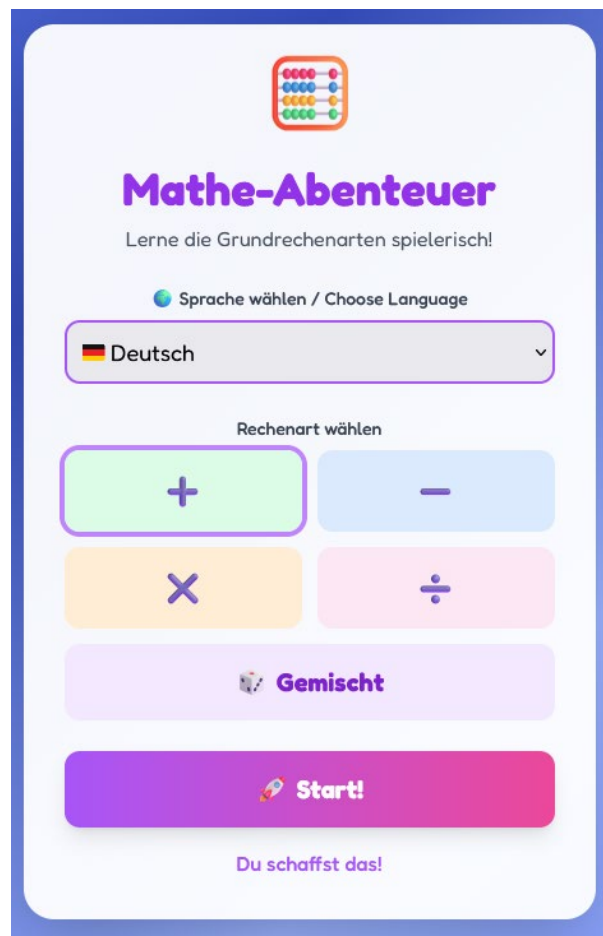 Mathe-Abenteuer
Lerne die Grundrechenarten spielerisch!
🌍 Sprache wählen / Choose Language
🇩🇪 Deutsch
Rechenart wählen
➕ ➖
✖️ ➗
🎲 Gemischt
🚀 Start!
Du schaffst das!